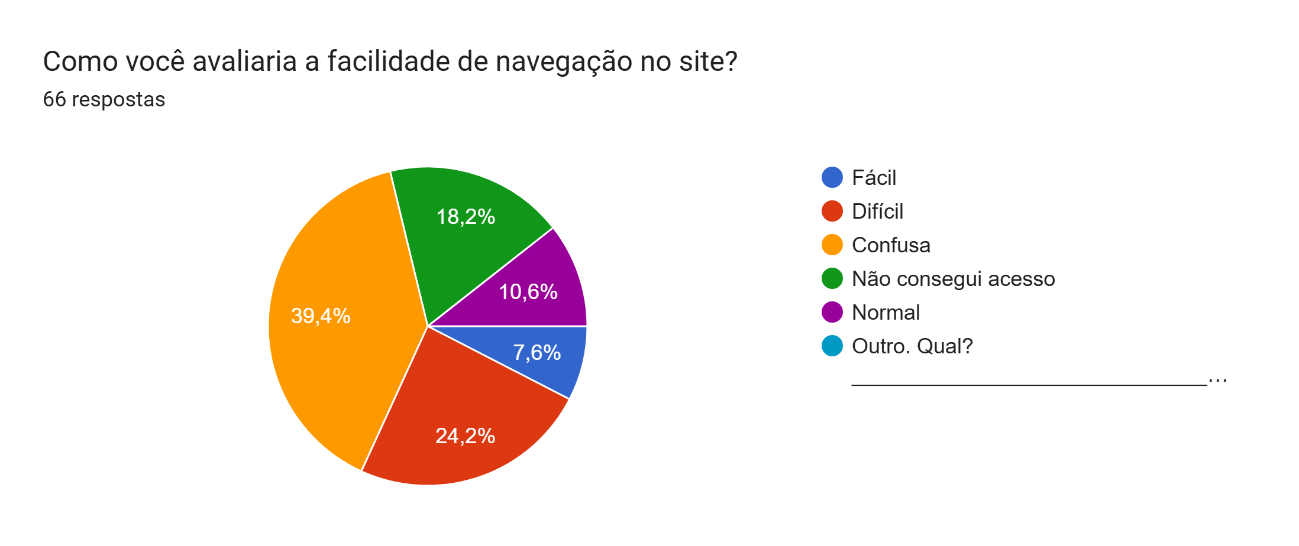 Como você avaliaria a facilidade de navegação no site?
66 respostas
18,2%
10,6%
39,4%
7,6%
24,2%
Fácil
Difícil
Confusa
Não consegui acesso
Normal
Outro. Qual?
______________________________…